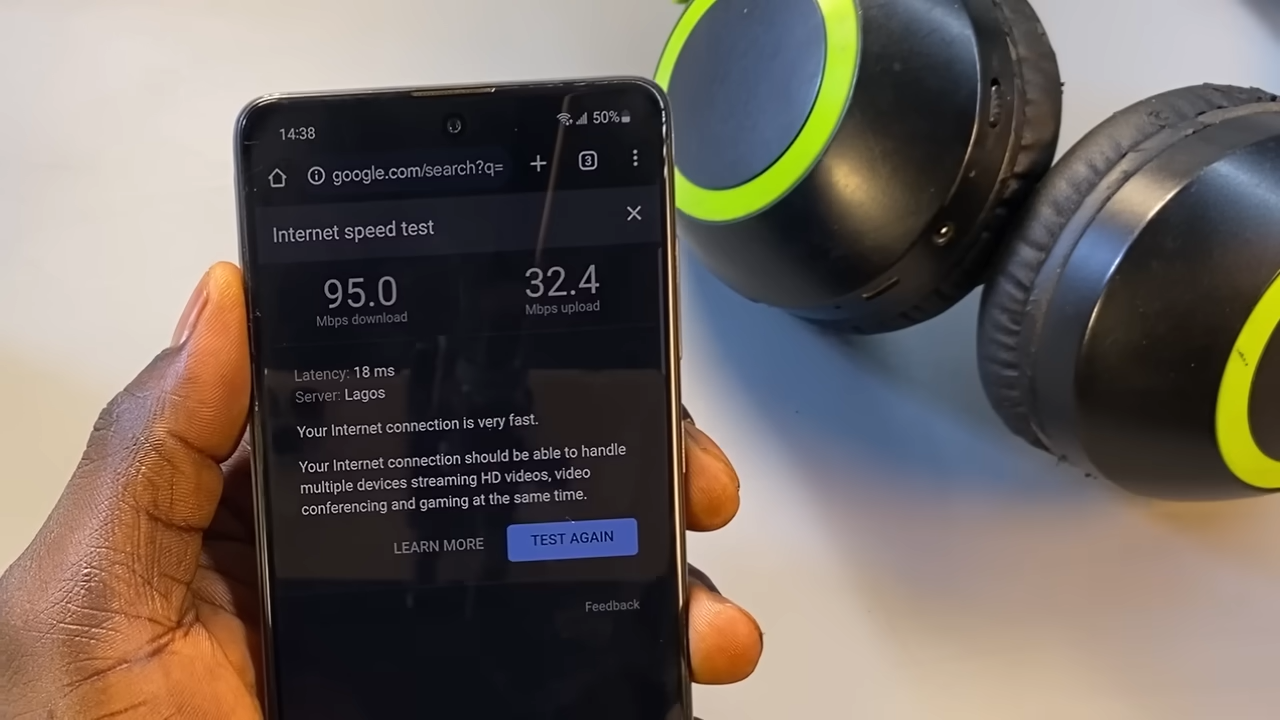 14:38
50%
google.com/search?q=
3
Internet speed test
95.0
Mbps download
32.4
Mbps upload
Latency: 18 ms
Server: Lagos
Your Internet connection is very fast.
Your Internet connection should be able to handle
multiple devices streaming HD videos, video
conferencing and gaming at the same time.
LEARN MORE
TEST AGAIN
Feedback